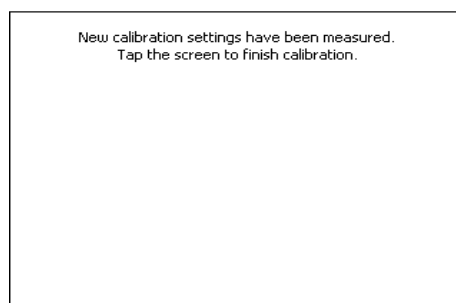 New calibration settings have been measured.
Tap the screen to finish calibration.